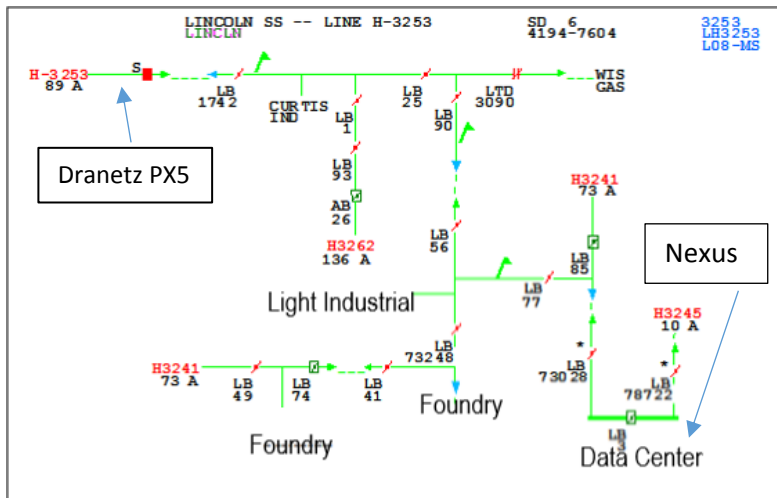 LINCOLN SS -- LINE H-3253
LINCLN
SD 6
4194-7604
3253
LH3253
L08-MS
H-3253
89 A
S
LB
1742
CURTIS
IND
LB
1
LB
25
LB
90
LTD
3090
WIS
GAS
Dranetz PX5
LB
93
AB
26
H3262
136 A
LB
56
H3241
73 A
LB
85
Nexus
Light Industrial
LB
77
H3245
10 A
LB
73248
*
LB
73028
*
LB
78722
H3241
73 A
LB
49
LB
74
LB
41
Foundry
Foundry
LB
3
Data Center